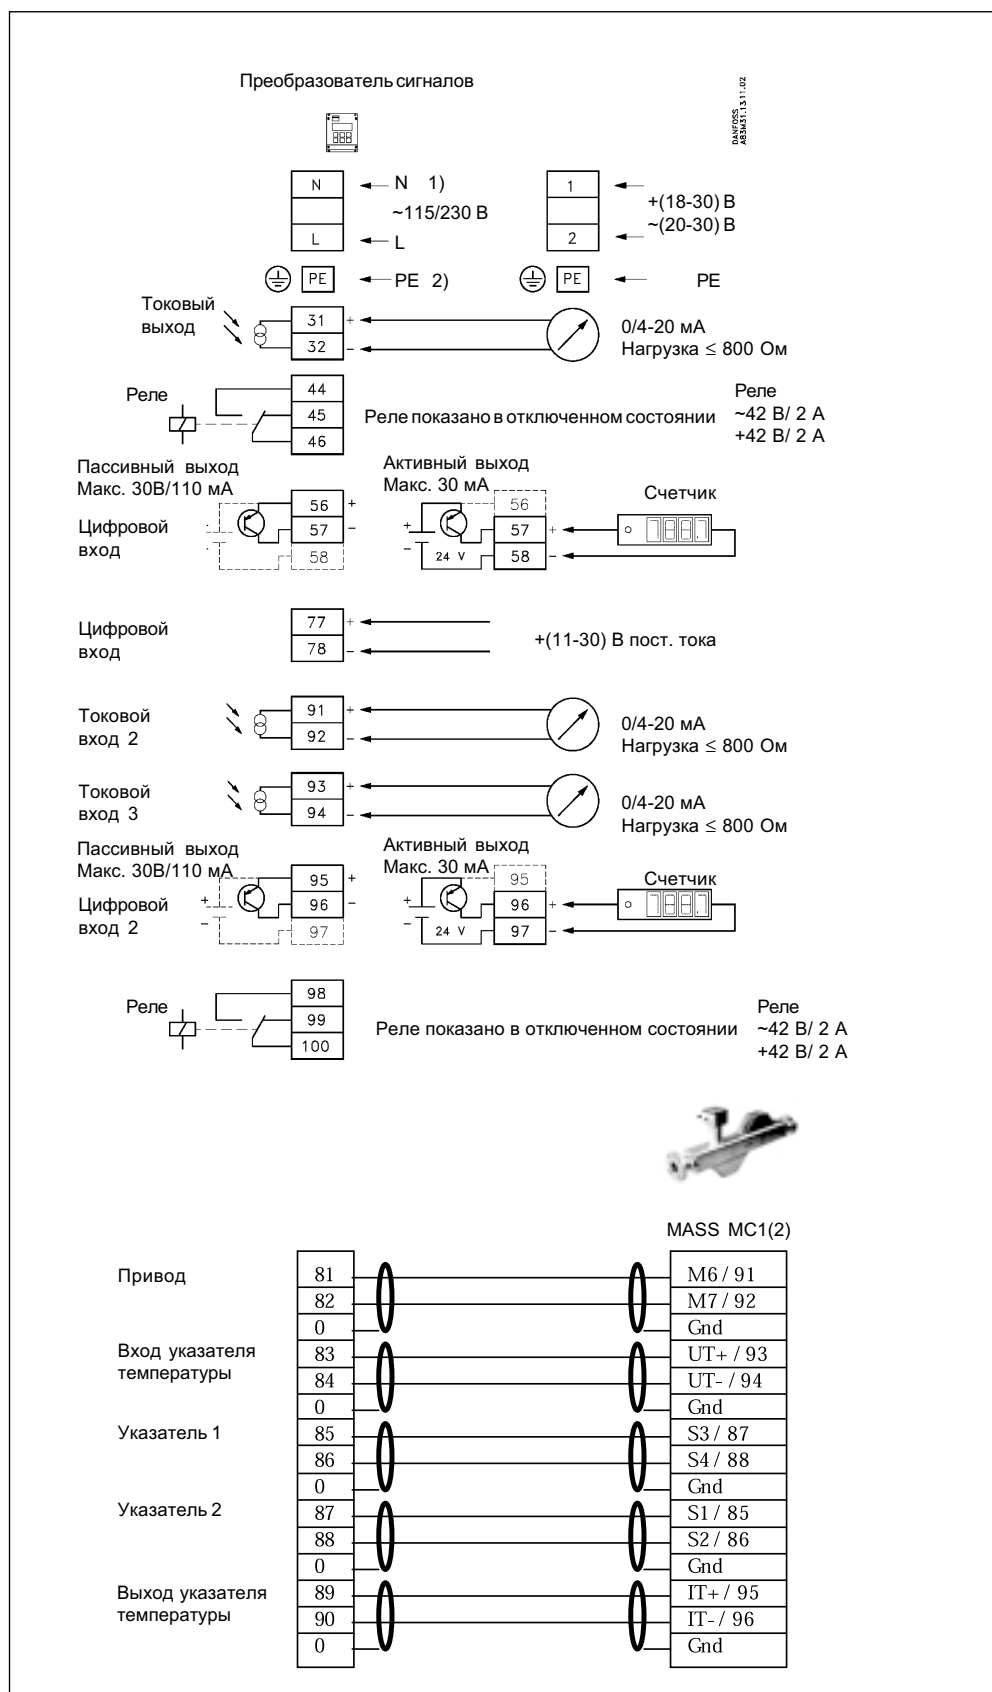 Преобразователь сигналов
DANFOSS
A83M31.13.11.02
N
N 1)
~115/230 В
L
L
1
2
+(18-30) В
~(20-30) В
PE
PE 2)
PE
PE
Токовый
выход
31 +
32 –
0/4-20 мА
Нагрузка ≤ 800 Ом
Реле
44
45
46
Реле показано в отключенном состоянии
Реле
~42 В/ 2 А
+42 В/ 2 А
Пассивный выход
Макс. 30В/110 мА
Цифровой
вход
56 +
57 –
58
Активный выход
Макс. 30 мА
+
–
24 V
56
57 +
58 –
Счетчик
Цифровой
вход
77 +
78 –
+(11-30) В пост. тока
Токовой
вход 2
91 +
92 –
0/4-20 мА
Нагрузка ≤ 800 Ом
Токовой
вход 3
93 +
94 –
0/4-20 мА
Нагрузка ≤ 800 Ом
Пассивный выход
Макс. 30В/110 мА
Цифровой
вход 2
+
–
95 +
96 –
97
Активный выход
Макс. 30 мА
+
–
24 V
95
96 +
97 –
Счетчик
Реле
98
99
100
Реле показано в отключенном состоянии
Реле
~42 В/ 2 А
+42 В/ 2 А
MASS MC1(2)
Привод
81 M6 / 91
82 M7 / 92
0 Gnd
Вход указателя
температуры
83 UT+ / 93
84 UT- / 94
0 Gnd
Указатель 1
85 S3 / 87
86 S4 / 88
0 Gnd
Указатель 2
87 S1 / 85
88 S2 / 86
0 Gnd
Выход указателя
температуры
89 IT+ / 95
90 IT- / 96
0 Gnd